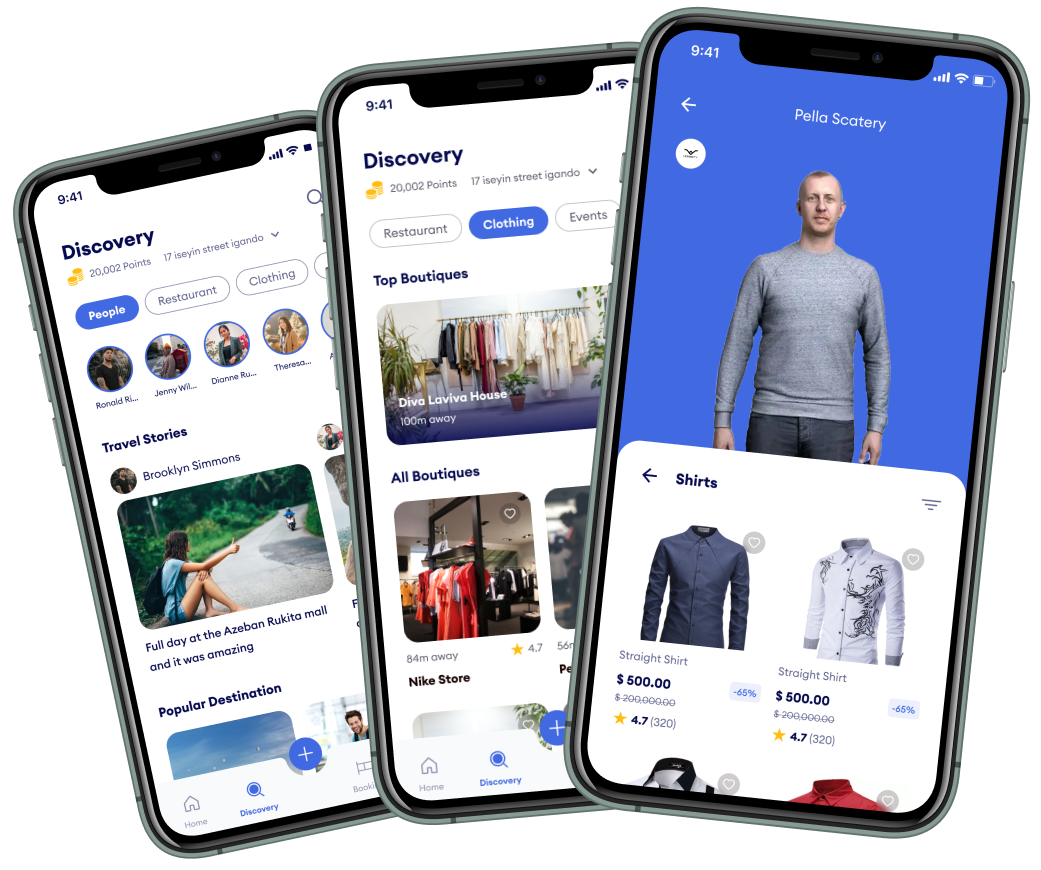 9:41
Discovery
20,002 Points
17 iseyin street igando
People
Restaurant
Clothing
Ronald Ri...
Jenny Wil...
Dianne Ru...
Theresa...
Travel Stories
Brooklyn Simmons
Full day at the Azeban Rukita mall
and it was amazing
Popular Destination
Home
Discovery
9:41
Discovery
20,002 Points
17 iseyin street igando
Restaurant
Clothing
Events
Top Boutiques
Diva Laviva House
100m away
All Boutiques
84m away
4.7
Nike Store
Home
Discovery
9:41
Pella Scatery
Shirts
Straight Shirt
$ 500.00
$ 200,000.00
-65%
4.7 (320)
Straight Shirt
$ 500.00
$ 200,000.00
-65%
4.7 (320)